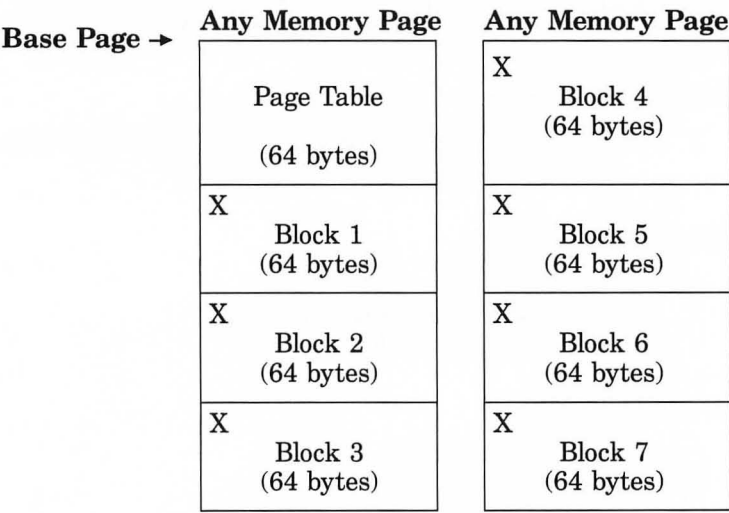 Base Page →
Any Memory Page
Page Table
(64 bytes)
X
Block 1
(64 bytes)
X
Block 2
(64 bytes)
X
Block 3
(64 bytes)
Any Memory Page
X
Block 4
(64 bytes)
X
Block 5
(64 bytes)
X
Block 6
(64 bytes)
X
Block 7
(64 bytes)